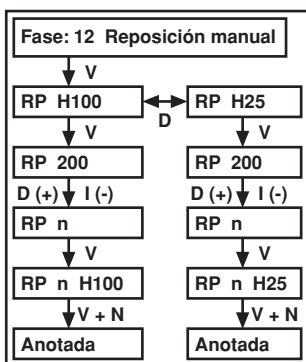 Fase: 12 Reposición manual
V
RP H100
RP H25
D
V
V
RP 200
RP 200
D (+) I (-)
D (+) I (-)
RP n
RP n
V
V
RP n H100
RP n H25
V + N
V + N
Anotada
Anotada